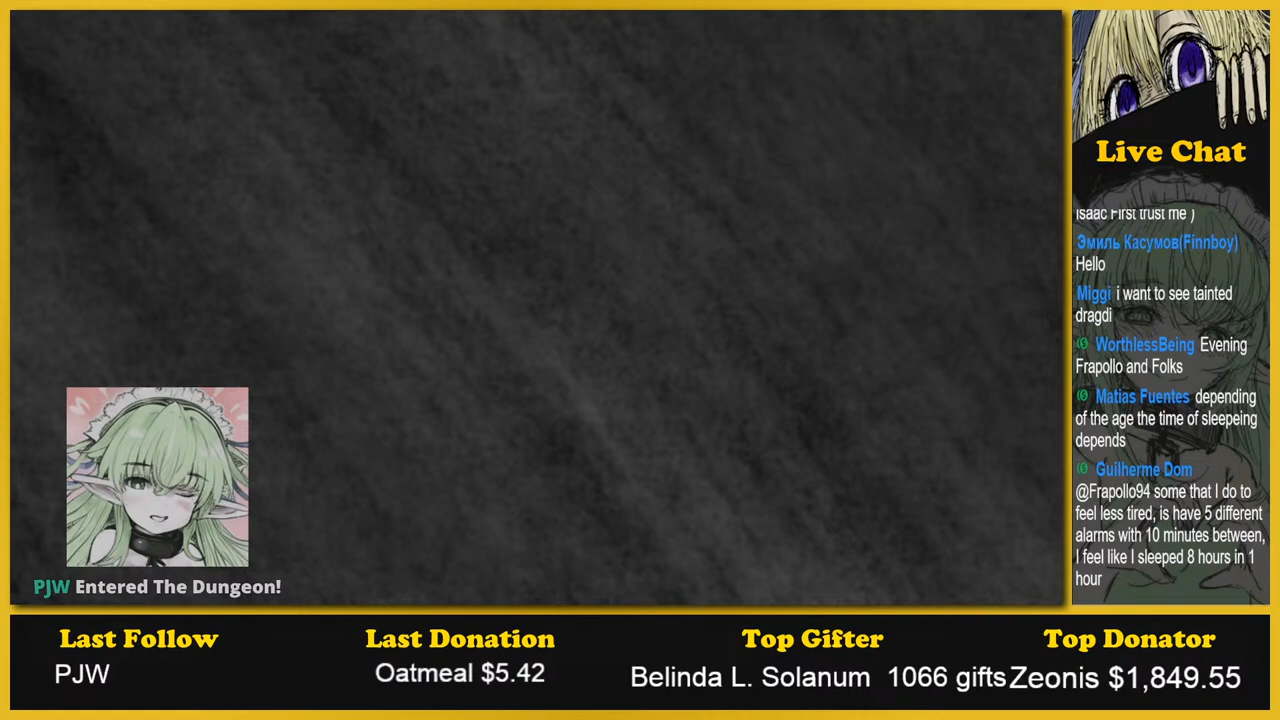 Live Chat
Isaac First trust me )
Эмиль Касумов(Finnboy)
Hello
Miggi i want to see tainted
dragdi
WorthlessBeing Evening
Frapollo and Folks
Matias Fuentes depending
of the age the time of sleepeing
depends
Guilherme Dom
@Frapollo94 some that I do to
feel less tired, is have 5 different
alarms with 10 minutes between,
I feel like I sleeped 8 hours in 1
hour
PJW Entered The Dungeon!
Last Follow
PJW
Last Donation
Oatmeal $5.42
Top Gifter
Belinda L. Solanum 1066 gifts
Top Donator
Zeonis $1,849.55